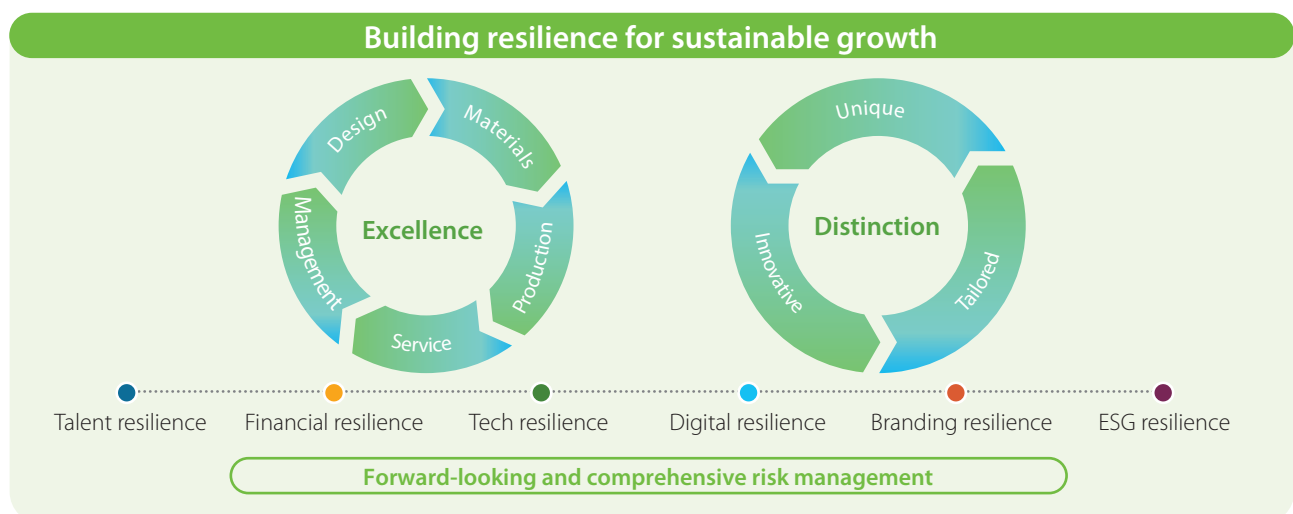 Building resilience for sustainable growth
Design
Materials
Production
Service
Management
Excellence
Unique
Tailored
Innovative
Distinction
Talent resilience
Financial resilience
Tech resilience
Digital resilience
Branding resilience
ESG resilience
Forward-looking and comprehensive risk management